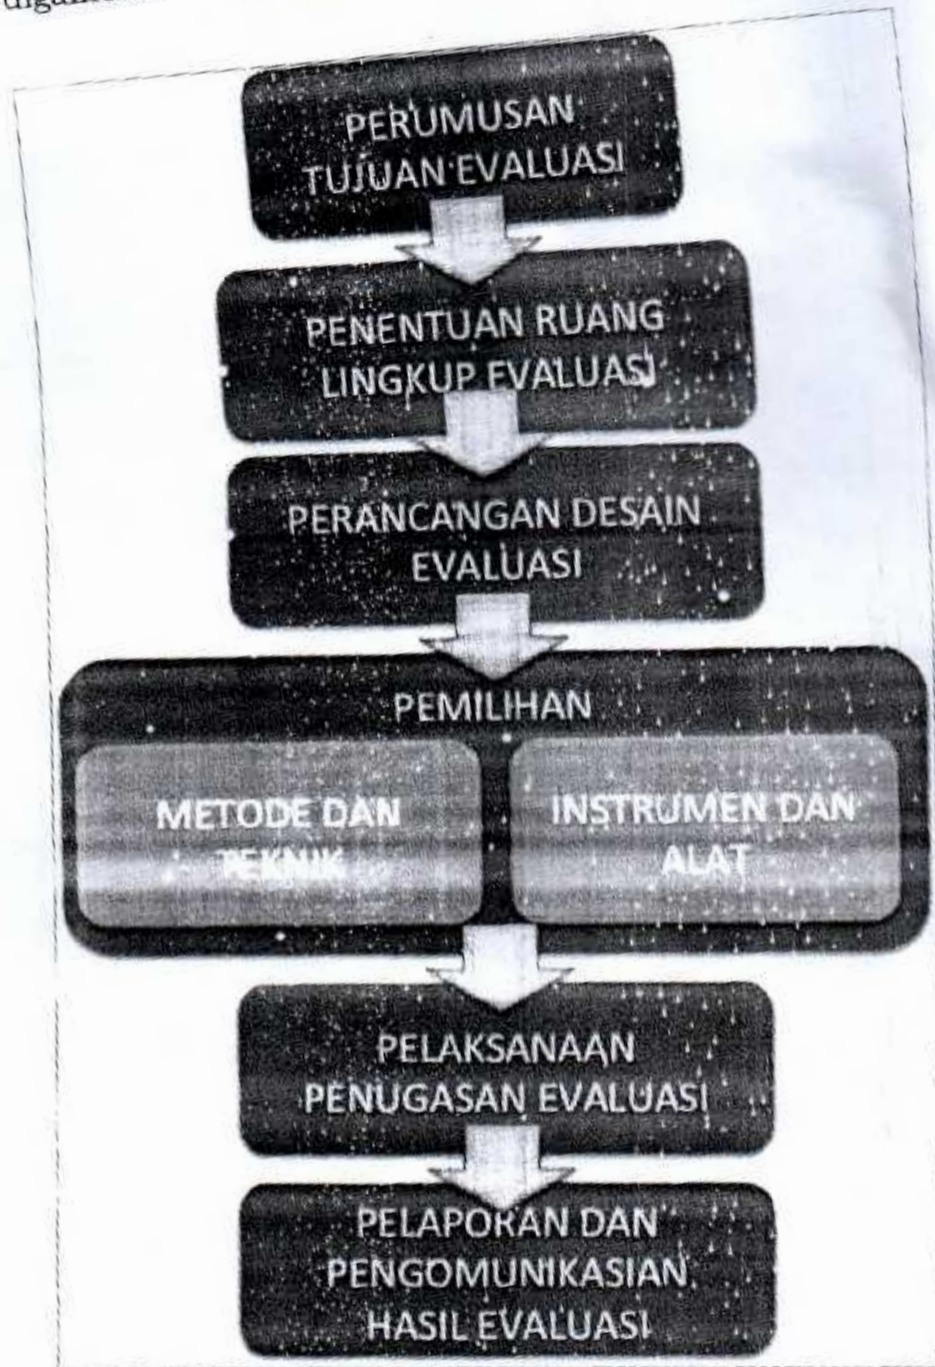 PERUMUSAN
TUJUAN EVALUASI
PENENTUAN RUANG
LINGKUP EVALUASI
PERANCANGAN DESAIN
EVALUASI
PEMILIHAN
METODE DAN
TEKNIK
INSTRUMEN DAN
ALAT
PELAKSANAAN
PENUGASAN EVALUASI
PELAPORAN DAN
PENGOMUNIKASIAN
HASIL EVALUASI